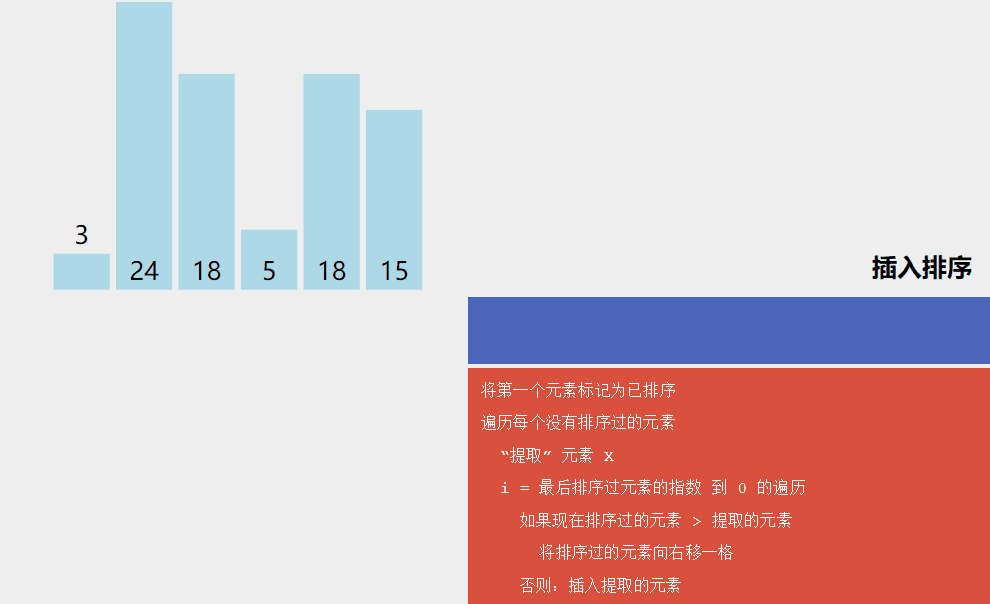 3
24 18 5 18 15
插入排序
将第一个元素标记为已排序
遍历每个没有排序过的元素
“提取” 元素 X
i = 最后排序过元素的指数 到 0 的遍历
如果现在排序过的元素 > 提取的元素
将排序过的元素向右移一格
否则: 插入提取的元素